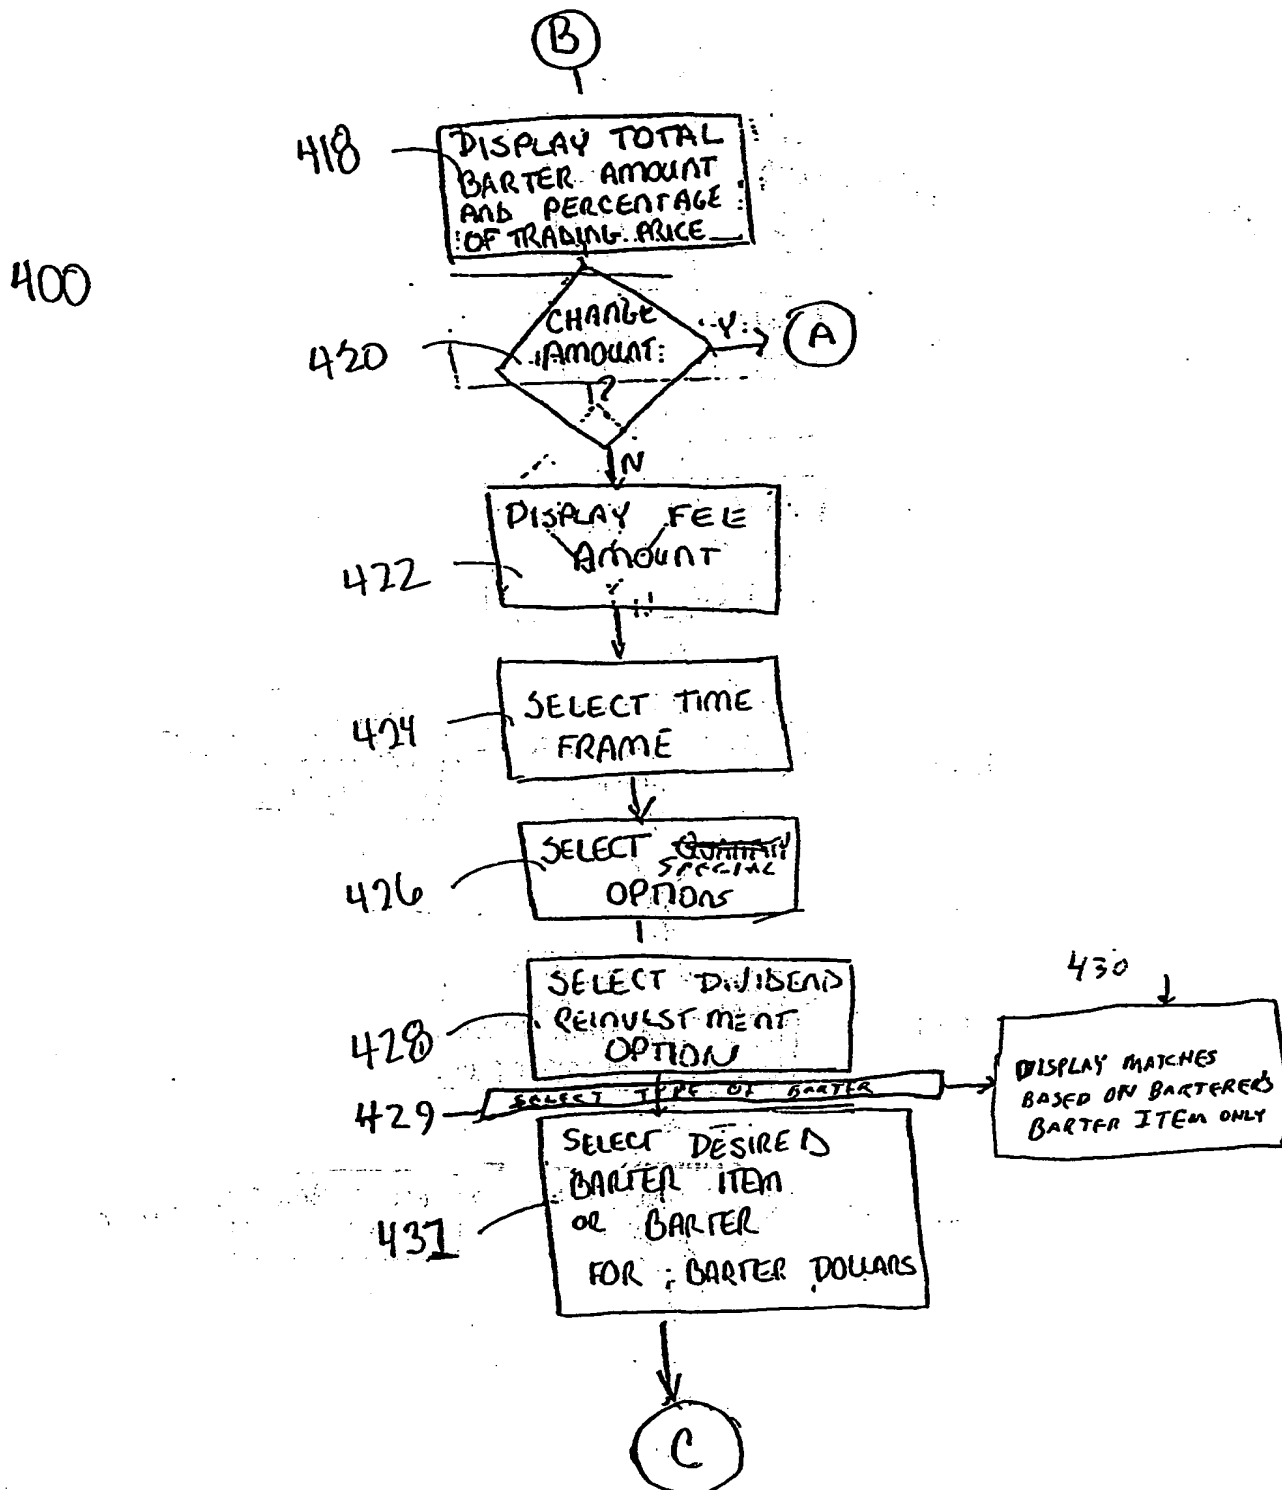 B
418
DISPLAY TOTAL
BARTER AMOUNT
AND PERCENTAGE
OF TRADING PRICE
400
CHANGE
AMOUNT
?
Y
A
420
N
DISPLAY FEE
AMOUNT
422
SELECT TIME
FRAME
424
SELECT
SPECIAL
OPTIONS
426
SELECT DIVIDEND
REINVESTMENT
OPTION
428
430
DISPLAY MATCHES
BASED ON BARTERER'S
BARTER ITEM ONLY
SELECT TYPE OF BARTER
429
SELECT DESIRED
BARTER ITEM
OR BARTER
FOR BARTER DOLLARS
431
C